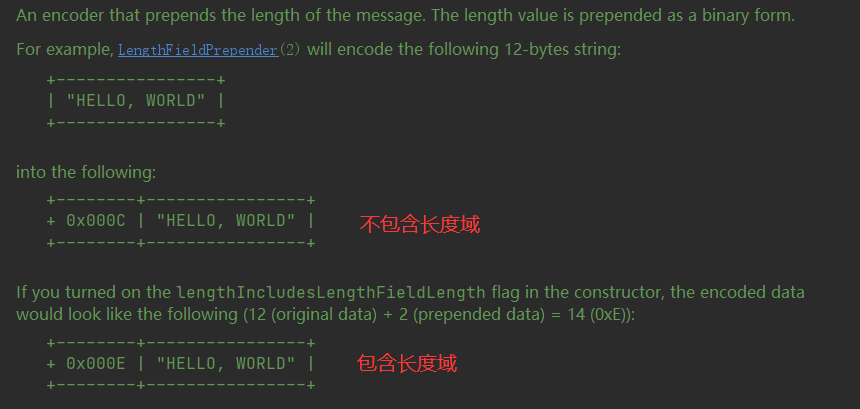 An encoder that prepends the length of the message. The length value is prepended as a binary form.
For example, LengthFieldPrepender(2) will encode the following 12-bytes string:
+----------------+
| "HELLO, WORLD" |
+----------------+
into the following:
+--------+----------------+
+ 0x000C | "HELLO, WORLD" | 不包含长度域
+--------+----------------+
If you turned on the lengthIncludesLengthFieldLength flag in the constructor, the encoded data
would look like the following (12 (original data) + 2 (prepended data) = 14 (0xE)):
+--------+----------------+
+ 0x000E | "HELLO, WORLD" | 包含长度域
+--------+----------------+